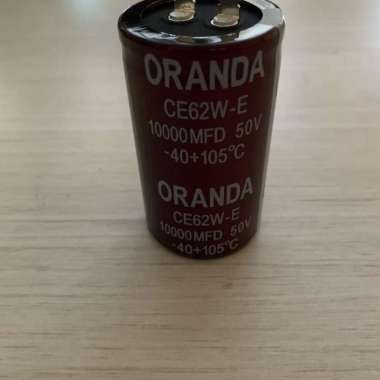 ORANDA
CE62W-E
10000MFD 50V
-40+105℃
ORANDA
CE62W-E
10000MFD 50V
-40+105℃